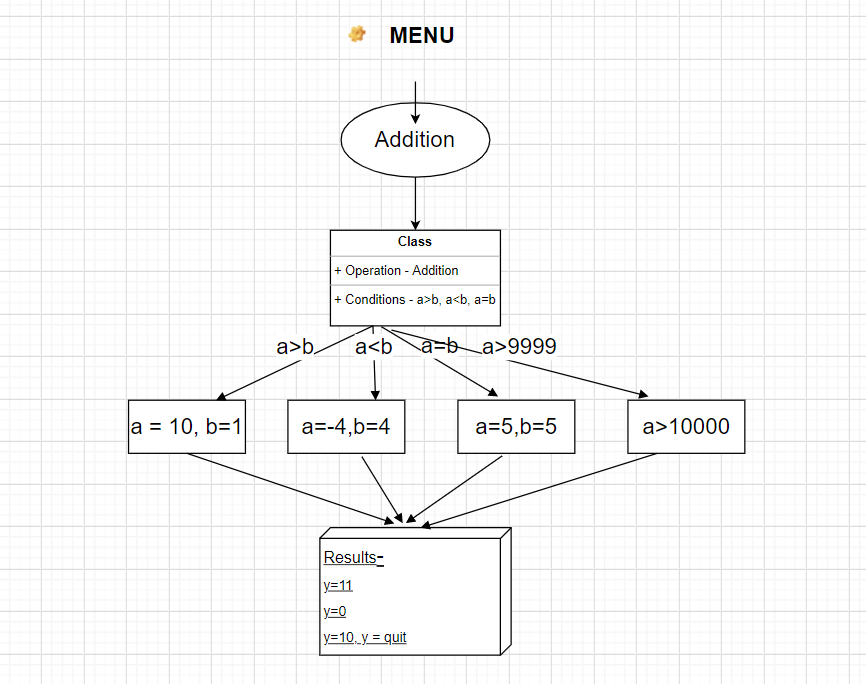 MENU
Addition
Class
+ Operation - Addition
+ Conditions - a>b, a<b, a=b
a>b
a<b
a=b
a>9999
a = 10, b=1
a=-4,b=4
a=5,b=5
a>10000
Results-
y=11
y=0
y=10, y = quit